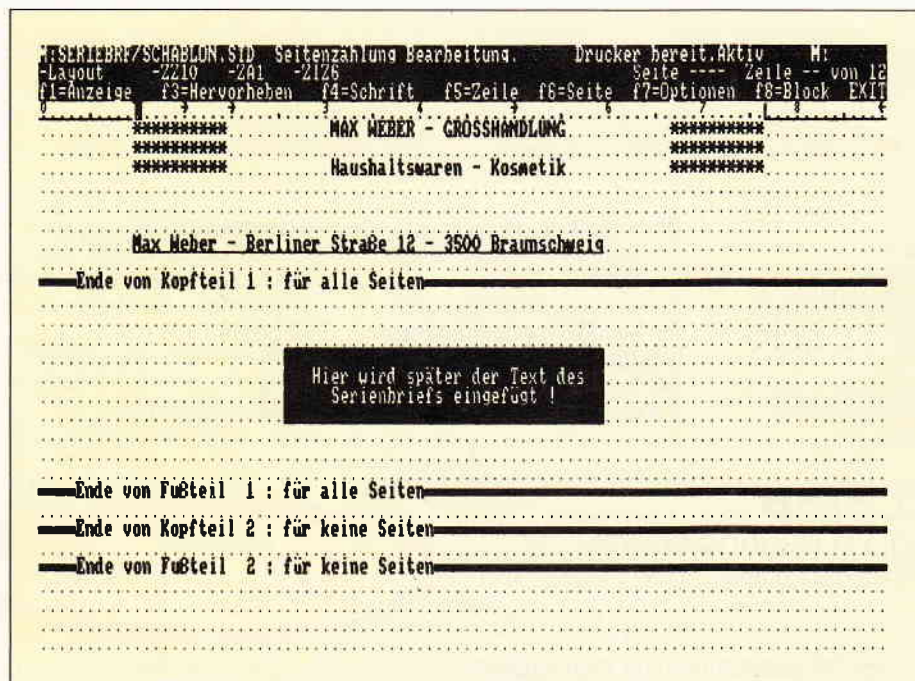 M:SERIEBRF/SCHABLON.STD Seitenzählung Bearbeitung. Drucker bereit.Aktiv M:
-Layout -ZZ10 -ZA1 -ZIZ6 Seite ---- Zeile -- von 12
f1=Anzeige f3=Hervorheben f4=Schrift f5=Zeile f6=Seite f7=Optionen f8=Block EXIT
********** MAX WEBER - GROSSHANDLUNG **********
********** **********
********** Haushaltswaren - Kosmetik **********
Max Weber - Berliner Straße 12 - 3500 Braumschweig
Ende von Kopfteil 1 : für alle Seiten
Hier wird später der Text des
Serienbriefs eingefügt !
Ende von Fußteil 1 : für alle Seiten
Ende von Kopfteil 2 : für keine Seiten
Ende von Fußteil 2 : für keine Seiten